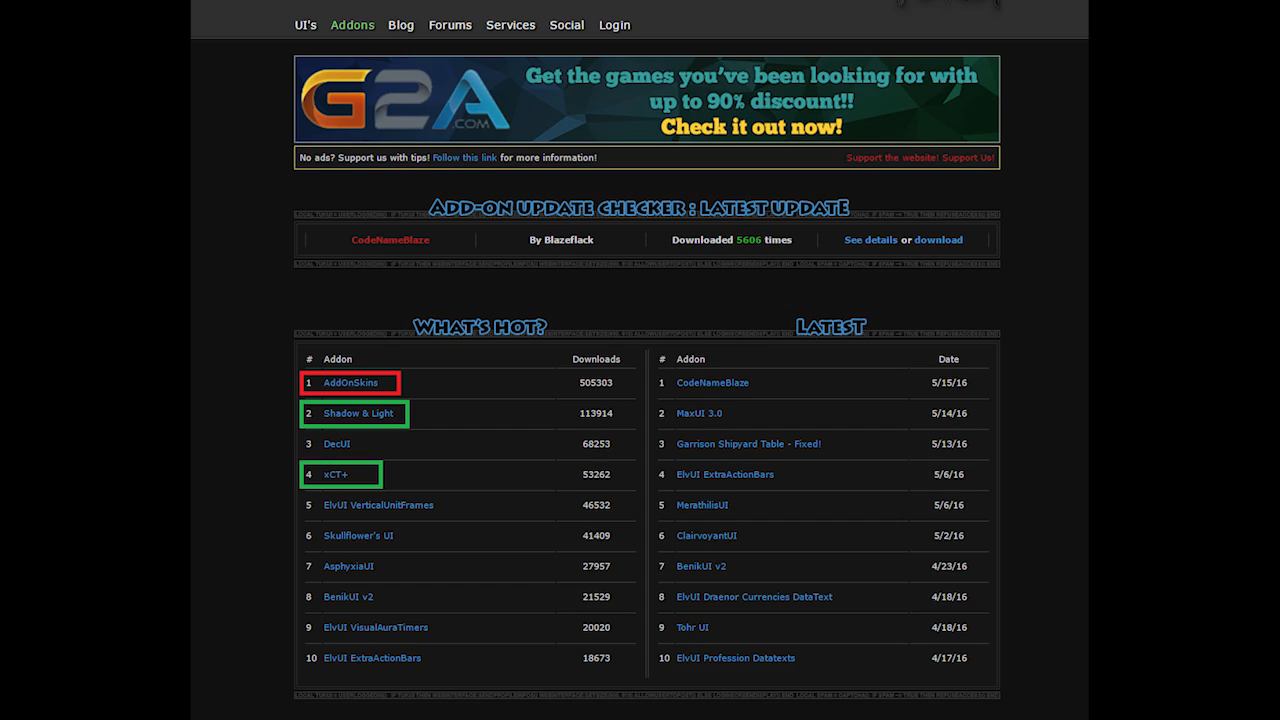 UI's Addons Blog Forums Services Social Login
G2A.COM
Get the games you've been looking for with
up to 90% discount!!
Check it out now!
No ads? Support us with tips! Follow this link for more information! Support the website! Support Us!
ADD-ON UPDATE CHECKER : LATEST UPDATE
CodeNameBlaze By Blazeflack Downloaded 5606 times See details or download
WHAT'S HOT? LATEST
# Addon Downloads # Addon Date
1 AddOnSkins 505303 1 CodeNameBlaze 5/15/16
2 Shadow & Light 113914 2 MaxUI 3.0 5/14/16
3 DecUI 68253 3 Garrison Shipyard Table - Fixed! 5/13/16
4 xCT+ 53262 4 ElvUI ExtraActionBars 5/6/16
5 ElvUI VerticalUnitFrames 46532 5 MerathilisUI 5/6/16
6 Skullflower's UI 41409 6 ClairvoyantUI 5/2/16
7 AsphyxiaUI 27957 7 BenikUI v2 4/23/16
8 BenikUI v2 21529 8 ElvUI Draenor Currencies DataText 4/18/16
9 ElvUI VisualAuraTimers 20020 9 Tohr UI 4/18/16
10 ElvUI ExtraActionBars 18673 10 ElvUI Profession Datatexts 4/17/16